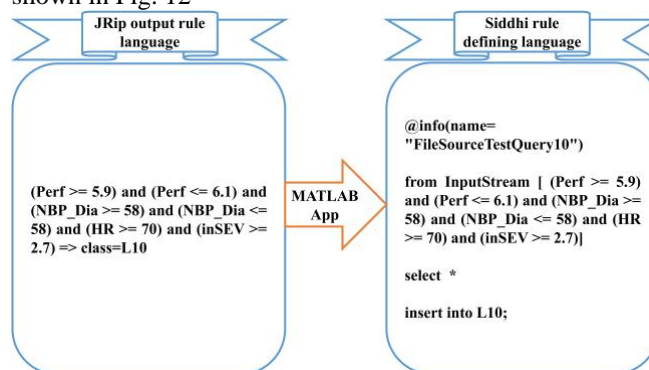 shown in Fig. 12
JRip output rule
language
(Perf >= 5.9) and (Perf <= 6.1) and
(NBP_Dia >= 58) and (NBP_Dia <=
58) and (HR >= 70) and (inSEV >=
2.7) => class=L10
MATLAB
App
Siddhi rule
defining language
@info(name=
"FileSourceTestQuery10")
from InputStream [ (Perf >= 5.9)
and (Perf <= 6.1) and (NBP_Dia >=
58) and (NBP_Dia <= 58) and (HR
>= 70) and (inSEV >= 2.7)]
select *
insert into L10;